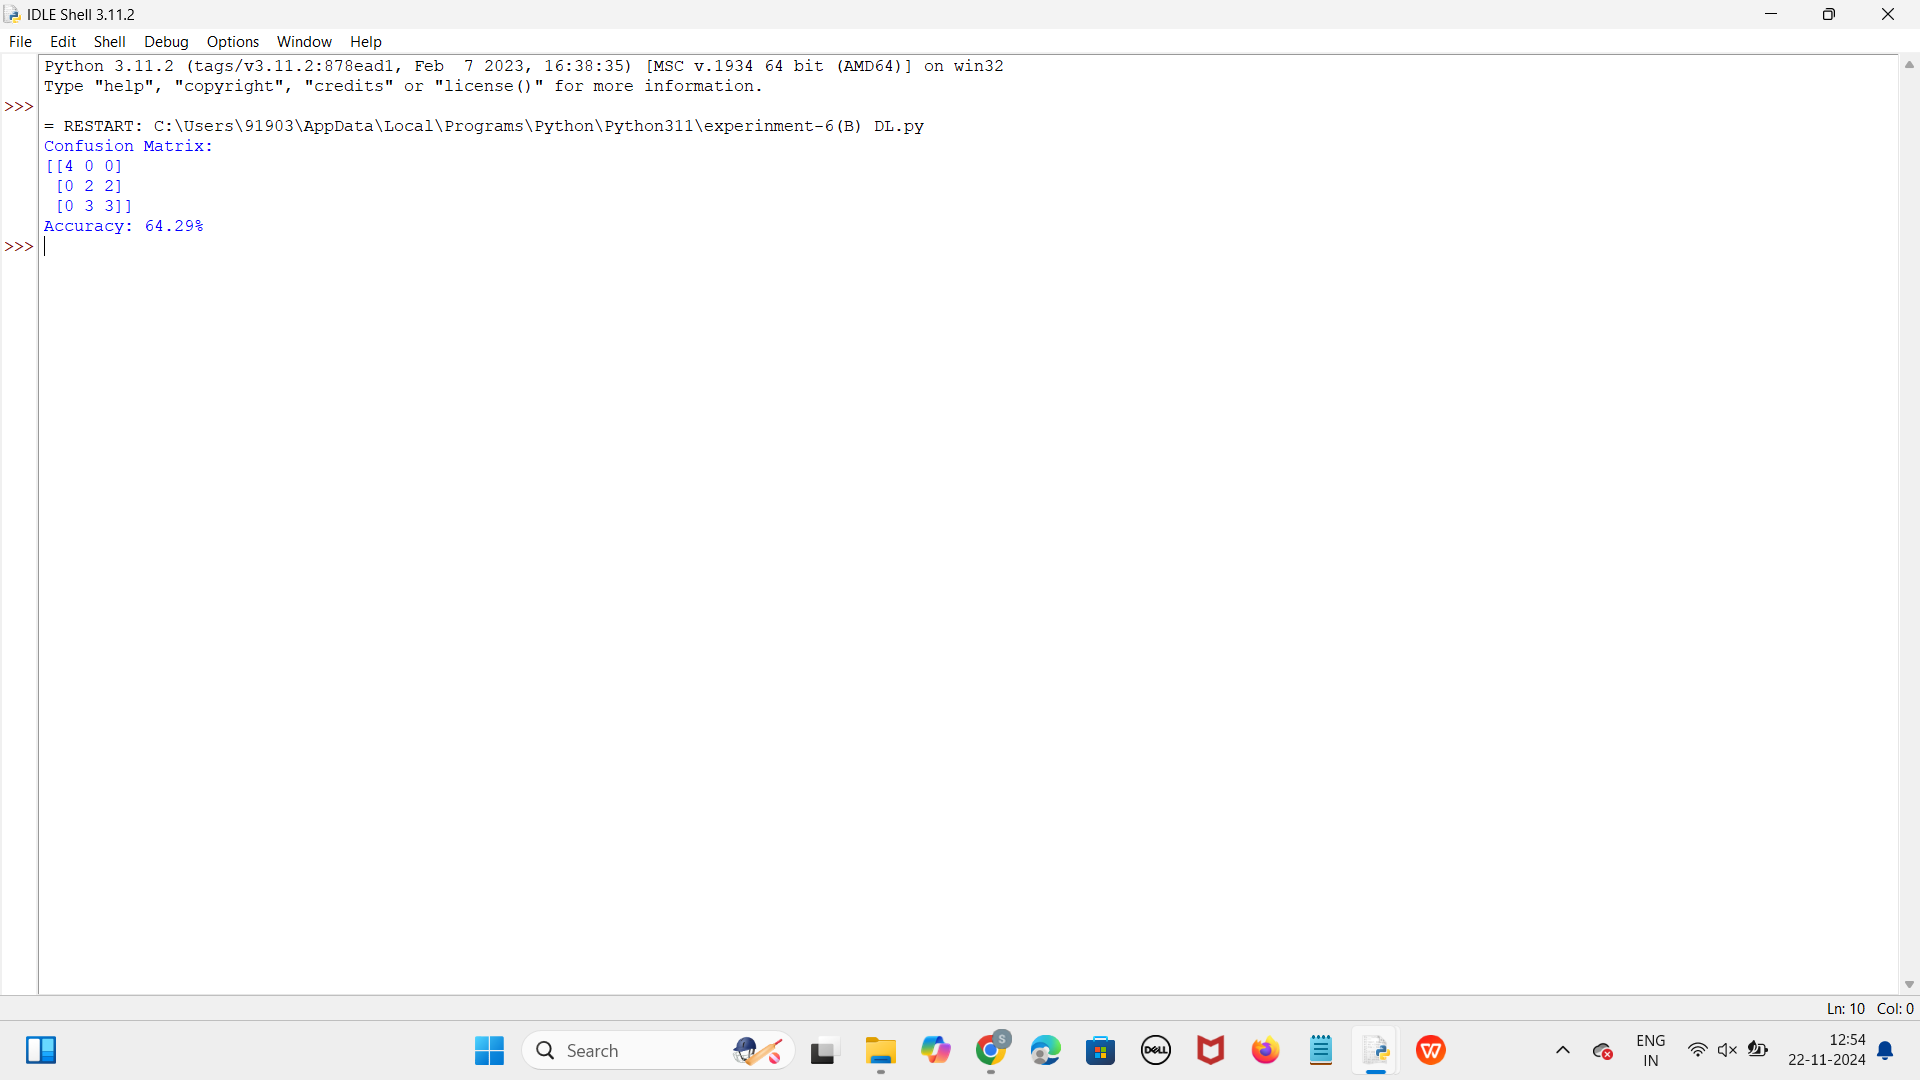 IDLE Shell 3.11.2
File Edit Shell Debug Options Window Help
Python 3.11.2 (tags/v3.11.2:878ead1, Feb  7 2023, 16:38:35) [MSC v.1934 64 bit (AMD64)] on win32
Type "help", "copyright", "credits" or "license()" for more information.
>>>
= RESTART: C:\Users\91903\AppData\Local\Programs\Python\Python311\experinment-6(B) DL.py
Confusion Matrix:
[[4 0 0]
 [0 2 2]
 [0 3 3]]
Accuracy: 64.29%
>>>
Ln: 10 Col: 0
Search
S
DELL
W
ENG
IN
12:54
22-11-2024